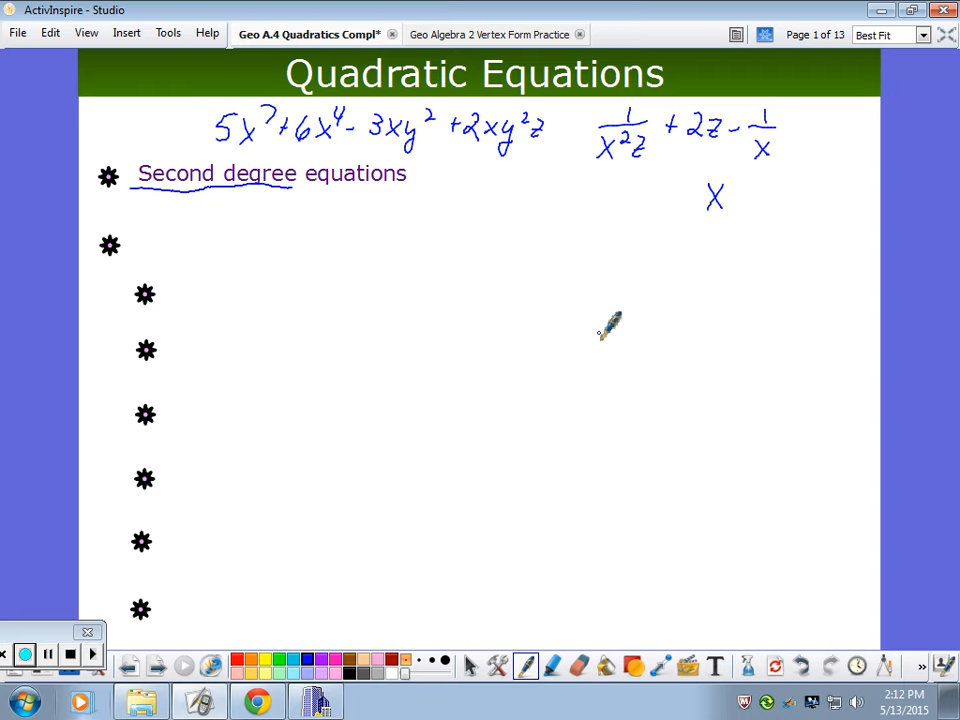 ActivInspire - Studio
File Edit View Insert Tools Help Geo A.4 Quadratics Compl* Geo Algebra 2 Vertex Form Practice Page 1 of 13 Best Fit
Quadratic Equations
5x⁷+6x⁴-3xy²+2xy²z 1/x²z + 2z - 1/x
Second degree equations
x
T »
2:12 PM
5/13/2015